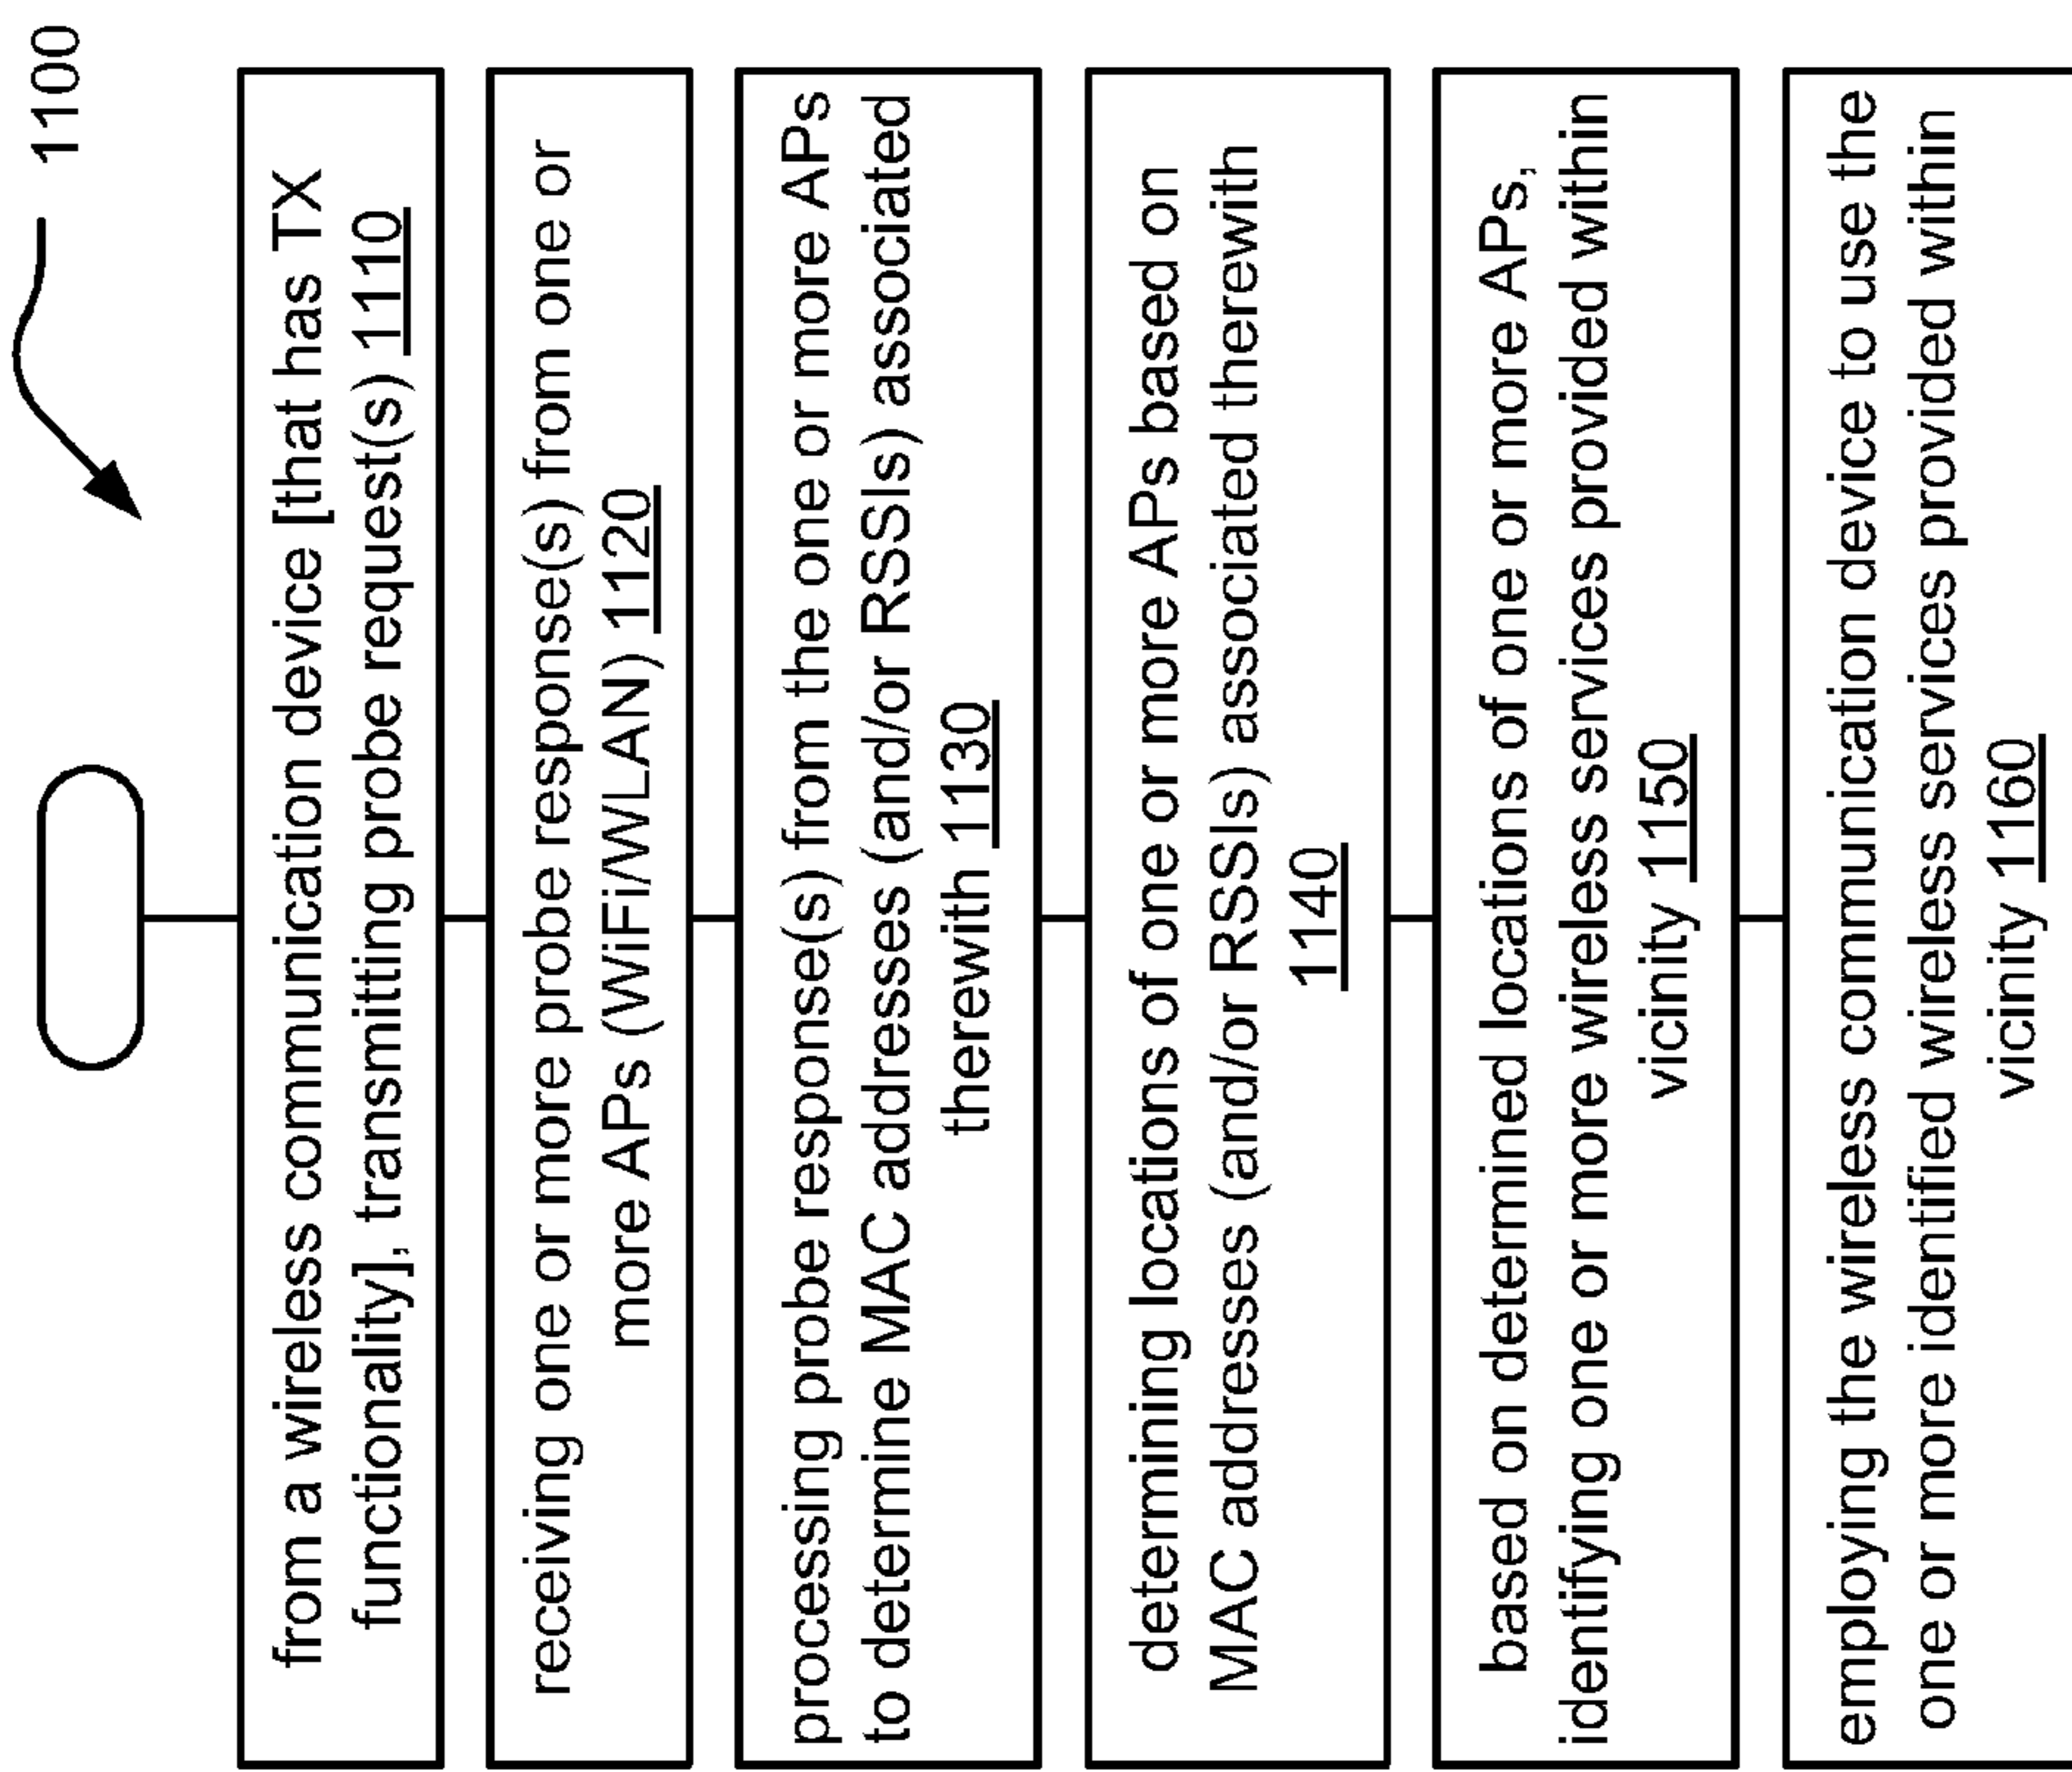 1100
from a wireless communication device [that has TX
functionality], transmitting probe request(s) 1110
receiving one or more probe response(s) from one or
more APs (WiFi/WLAN) 1120
processing probe response(s) from the one or more APs
to determine MAC addresses (and/or RSSIs) associated
therewith 1130
determining locations of one or more APs based on
MAC addresses (and/or RSSIs) associated therewith
1140
based on determined locations of one or more APs,
identifying one or more wireless services provided within
vicinity 1150
employing the wireless communication device to use the
one or more identified wireless services provided within
vicinity 1160